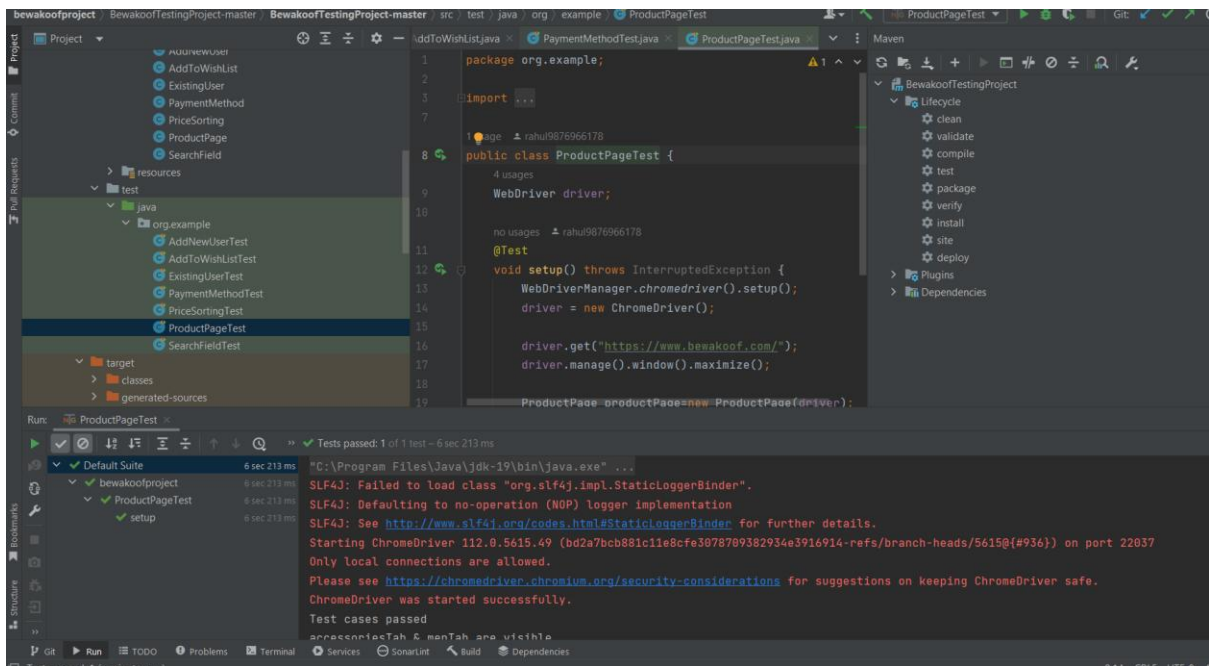 bewakoofproject 〉 BewakoofTestingProject-master 〉 BewakoofTestingProject-master 〉 src 〉 test 〉 java 〉 org 〉 example 〉 ProductPageTest
ProductPageTest
Git:
Project
AddNewUser
AddToWishList
ExistingUser
PaymentMethod
PriceSorting
ProductPage
SearchField
resources
test
java
org.example
AddNewUserTest
AddToWishListTest
ExistingUserTest
PaymentMethodTest
PriceSortingTest
ProductPageTest
SearchFieldTest
target
classes
generated-sources
Project
Commit
Pull Requests
Bookmarks
Structure
ddToWishList.java × PaymentMethodTest.java × ProductPageTest.java ×
1 package org.example;
1
2
3 import ...
7
rahul9876966178
8 public class ProductPageTest {
4 usages
9 WebDriver driver;
10
no usages rahul9876966178
11 @Test
12 void setup() throws InterruptedException {
13 WebDriverManager.chromedriver().setup();
14 driver = new ChromeDriver();
15
16 driver.get("https://www.bewakoof.com/");
17 driver.manage().window().maximize();
18
19 ProductPage productPage=new ProductPage(driver);
Maven
BewakoofTestingProject
Lifecycle
clean
validate
compile
test
package
verify
install
site
deploy
Plugins
Dependencies
Run: ProductPageTest ×
Tests passed: 1 of 1 test – 6 sec 213 ms
Default Suite 6 sec 213 ms
bewakoofproject 6 sec 213 ms
ProductPageTest 6 sec 213 ms
setup 6 sec 213 ms
"C:\Program Files\Java\jdk-19\bin\java.exe" ...
SLF4J: Failed to load class "org.slf4j.impl.StaticLoggerBinder".
SLF4J: Defaulting to no-operation (NOP) logger implementation
SLF4J: See http://www.slf4j.org/codes.html#StaticLoggerBinder for further details.
Starting ChromeDriver 112.0.5615.49 (bd2a7bcb881c11e8cfe3078709382934e3916914-refs/branch-heads/5615@{#936}) on port 22037
Only local connections are allowed.
Please see https://chromedriver.chromium.org/security-considerations for suggestions on keeping ChromeDriver safe.
ChromeDriver was started successfully.
Test cases passed
accessoriesTab & menTab are visible
Git Run TODO Problems Terminal Services SonarLint Build Dependencies